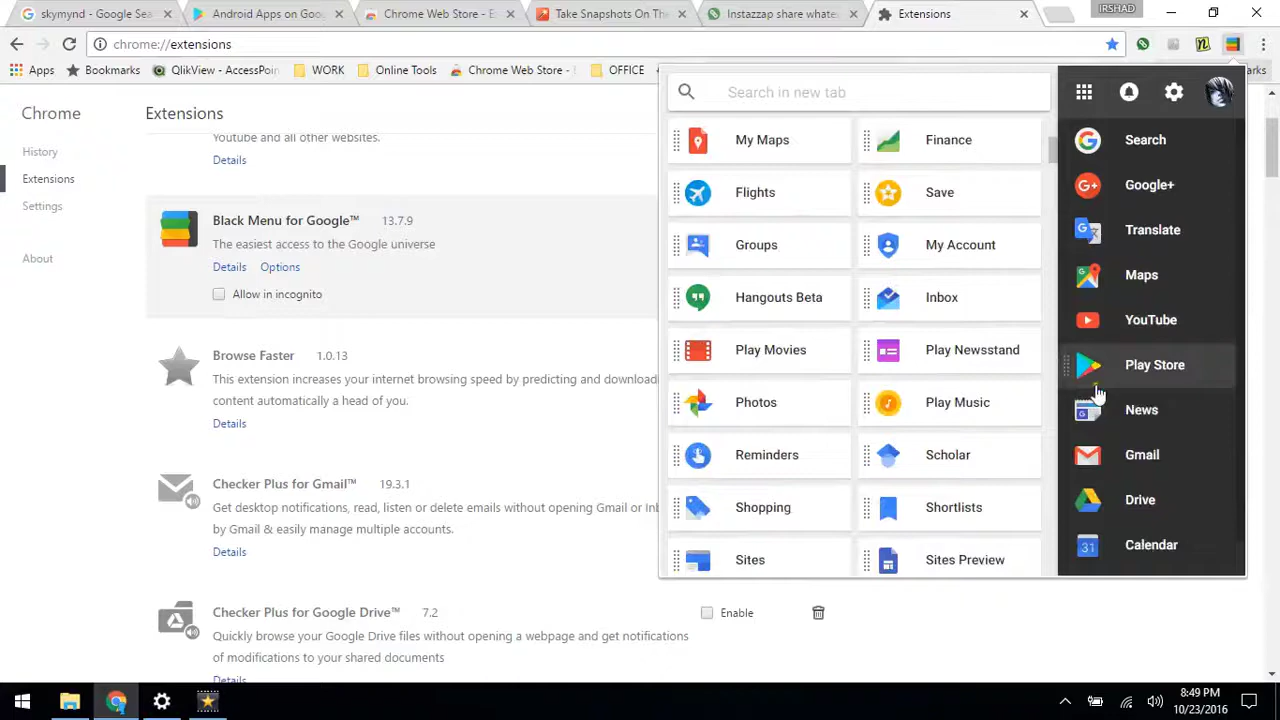 skymynd - Google Sea
Android Apps on Goog
Chrome Web Store - E
Take Snapshots On The
Instazzap share whate
Extensions
IRSHAD
chrome://extensions
Apps
Bookmarks
QlikView - AccessPoin
WORK
Online Tools
Chrome Web Store -
OFFICE
Chrome
Extensions
Search in new tab
Youtube and all other websites.
Details
History
Extensions
Settings
About
Black Menu for Google™ 13.7.9
The easiest access to the Google universe
Details Options
Allow in incognito
Browse Faster 1.0.13
This extension increases your Internet browsing speed by predicting and downloadi
content automatically a head of you.
Details
Checker Plus for Gmail™ 19.3.1
Get desktop notifications, read, listen or delete emails without opening Gmail or Inb
by Gmail & easily manage multiple accounts.
Details
Checker Plus for Google Drive™ 7.2
Enable
Quickly browse your Google Drive files without opening a webpage and get notifications
of modifications to your shared documents
Details
My Maps Finance
Flights Save
Groups My Account
Hangouts Beta Inbox
Play Movies Play Newsstand
Photos Play Music
Reminders Scholar
Shopping Shortlists
Sites Sites Preview
Search
Google+
Translate
Maps
YouTube
Play Store
News
Gmail
Drive
31 Calendar
8:49 PM
10/23/2016